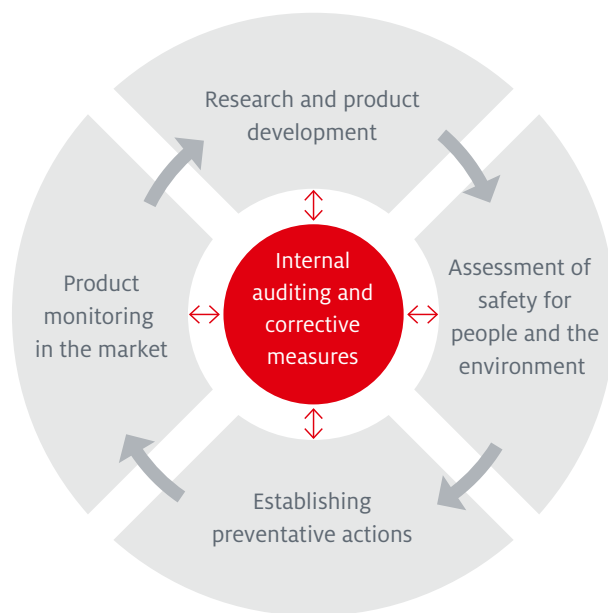 Research and product
development
Internal
auditing and
corrective
measures
Assessment of
safety for
people and the
environment
Product
monitoring
in the market
Establishing
preventative actions